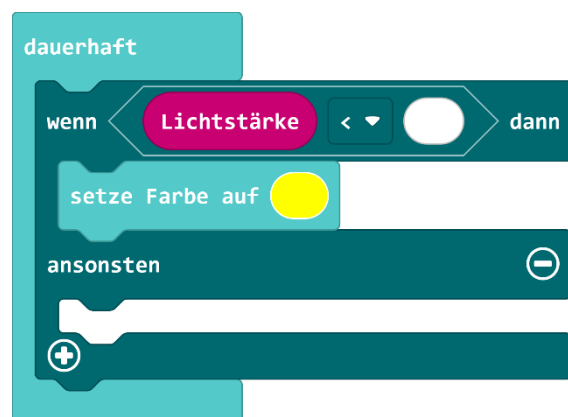 dauerhaft
wenn Lichtstärke < dann
setze Farbe auf
ansonsten